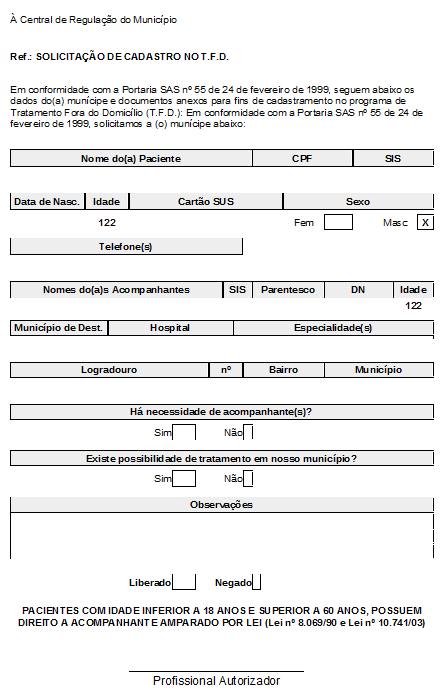 À Central de Regulação do Município
Ref.: SOLICITAÇÃO DE CADASTRO NO T.F.D.
Em conformidade com a Portaria SAS nº 55 de 24 de fevereiro de 1999, seguem abaixo os
dados do(a) munícipe e documentos anexos para fins de cadastramento no programa de
Tratamento Fora do Domicílio (T.F.D.): Em conformidade com a Portaria SAS nº 55 de 24 de
fevereiro de 1999, solicitamos a (o) munícipe abaixo:
Nome do(a) Paciente CPF SIS
Data de Nasc. Idade Cartão SUS Sexo
122 Fem Masc X
Telefone(s)
Nomes do(a)s Acompanhantes SIS Parentesco DN Idade
122
Município de Dest. Hospital Especialidade(s)
Logradouro nº Bairro Município
Há necessidade de acompanhante(s)?
Sim Não
Existe possibilidade de tratamento em nosso município?
Sim Não
Observações
Liberado Negado
PACIENTES COM IDADE INFERIOR A 18 ANOS E SUPERIOR A 60 ANOS, POSSUEM
DIREITO A ACOMPANHANTE AMPARADO POR LEI (Lei nº 8.069/90 e Lei nº 10.741/03)
Profissional Autorizador